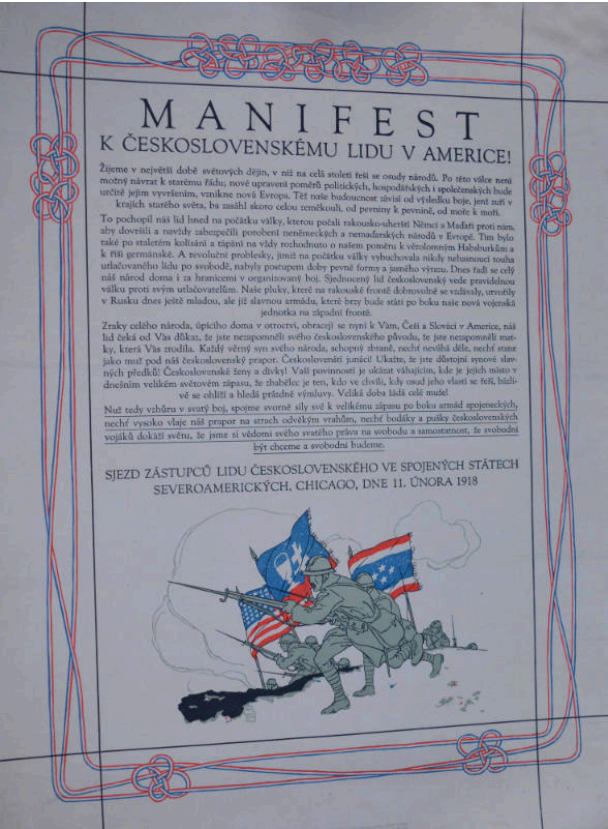 MANIFEST
K ČESKOSLOVENSKÉMU LIDU V AMERICE!
Žijeme v největší době světových dějin, v níž na celá století řeší se osudy národů. Po této válce není
možný návrat k starému řádu; nové upravení poměrů politických, hospodářských i společenských bude
určitě jejím vyvršením, vznikne nová Evropa. Též naše budoucnost závisí od výsledku boje, jenž zuří v
krajích starého světa, ba zasáhl skoro celou zeměkouli, od pevniny k pevnině, od moře k moři.
To pochopil náš lid hned na počátku války, kterou počali rakousko-uherští Němci a Maďaři proti nám,
aby dovršili a navždy zabezpečili porobení neněmeckých a nemaďarských národů v Evropě. Tím bylo
také po staletém kolísání a tápání na vždy rozhodnuto o našem poměru k věrolomným Habsburkům a
k říši germánské. A revoluční problesky, jimiž na počátku války vybuchovala nikdy neuhasnoucí touha
utlačovaného lidu po svobodě, nabyly postupem doby pevné formy a jasného výrazu. Dnes řadí se celý
náš národ doma i za hranicemi v organizovaný boj. Sjednocený lid československý vede pravidelnou
válku proti svým utlačovatelům. Naše pluky, které na rakouské frontě dobrovolně se vzdávaly, utvořily
v Rusku dnes ještě mladou, ale již slavnou armádu, které brzy bude státi po boku naše nová vojenská
jednotka na západní frontě.
Zraky celého národa, úpícího doma v otroctví, obracejí se nyní k Vám, Češi a Slováci v Americe, náš
lid čeká od Vás důkaz, že jste nezapomněli svého československého původu, že jste nezapomněli mat-
ky, která Vás zrodila. Každý věrný syn svého národa, schopný zbraně, nechť neváhá déle, nechť stane
jako muž pod náš československý prapor. Českoslovenští junáci! Ukažte, že jste důstojní synové slav-
ných předků! Československé ženy a dívky! Vaší povinností je ukázat váhajícím, kde je jejich místo v
dnešním velikém světovém zápasu, že zbabělec je ten, kdo ve chvíli, kdy osud jeho vlasti se řeší, bázli-
vě se ohlíží a hledá prázdné výmluvy. Veliká doba žádá celé muže!
Nuž tedy vzhůru v svatý boj, spojme svorně síly své k velikému zápasu po boku armád spojeneckých,
nechť vysoko vlaje náš prapor na strach odvěkým vrahům, nechť bodáky a pušky československých
vojáků dokáží světu, že jsme si vědomi svého svatého práva na svobodu a samostatnost, že svobodni
být chceme a svobodni budeme.
SJEZD ZÁSTUPCŮ LIDU ČESKOSLOVENSKÉHO VE SPOJENÝCH STÁTECH
SEVEROAMERICKÝCH, CHICAGO, DNE 11. ÚNORA 1918